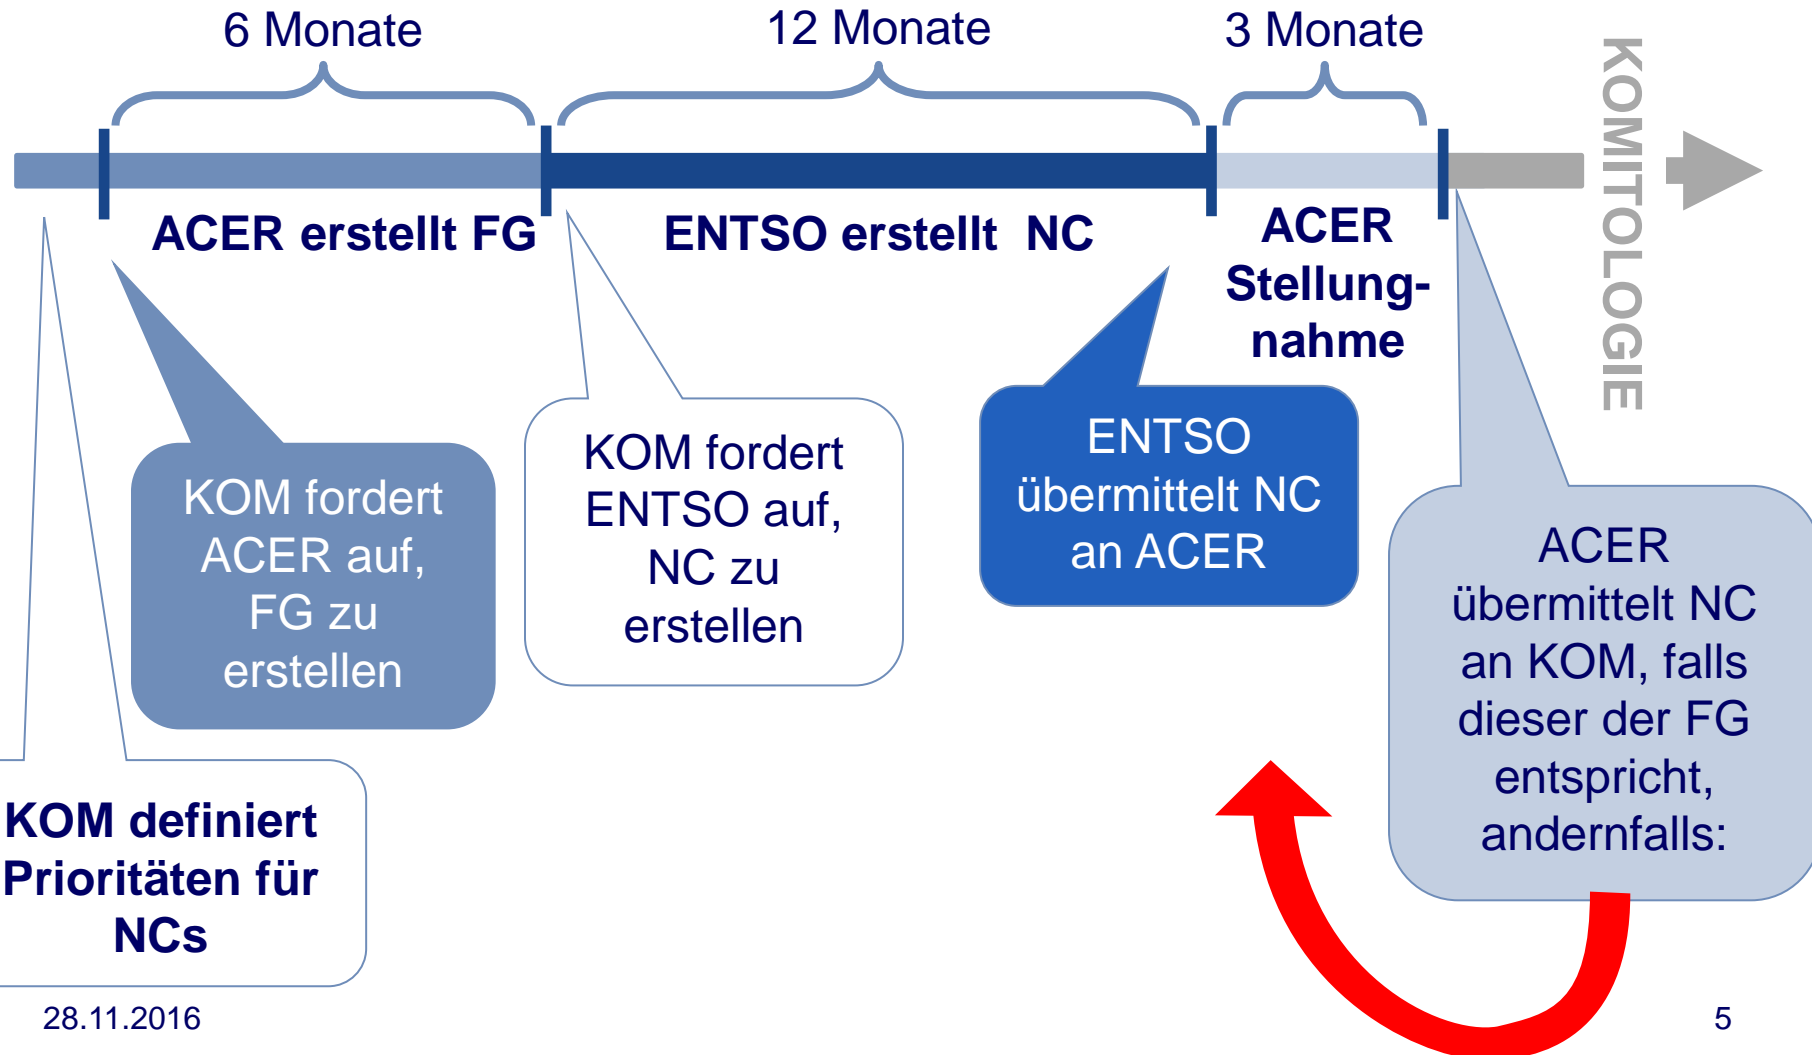 6 Monate
12 Monate
3 Monate
KOMITOLOGIE
ACER erstellt FG
ENTSO erstellt NC
ACER
Stellung-
nahme
KOM fordert
ACER auf,
FG zu
erstellen
KOM fordert
ENTSO auf,
NC zu
erstellen
ENTSO
übermittelt NC
an ACER
ACER
übermittelt NC
an KOM, falls
dieser der FG
entspricht,
andernfalls:
KOM definiert
Prioritäten für
NCs
28.11.2016
5